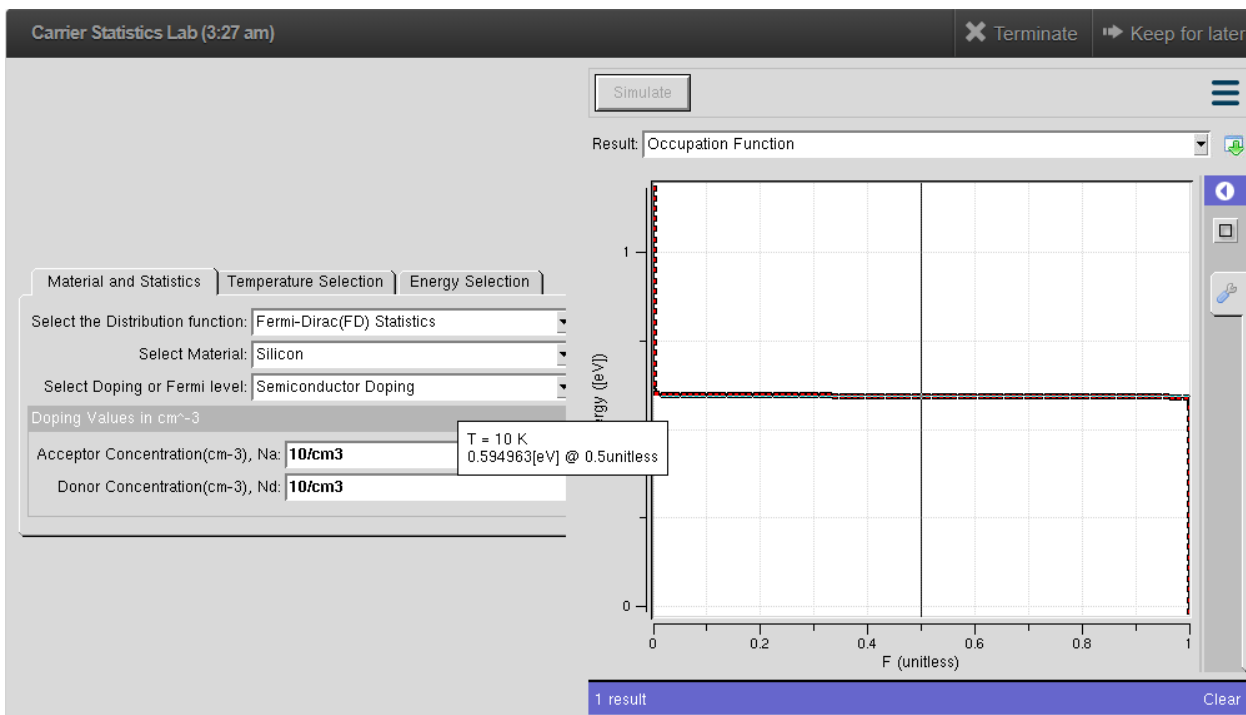 Carrier Statistics Lab (3:27 am)
Terminate
Keep for later
Simulate
Result: Occupation Function
Material and Statistics
Temperature Selection
Energy Selection
Select the Distribution function: Fermi-Dirac(FD) Statistics
Select Material: Silicon
Select Doping or Fermi level: Semiconductor Doping
Doping Values in cm^-3
Acceptor Concentration(cm-3), Na: 10/cm3
Donor Concentration(cm-3), Nd: 10/cm3
T = 10 K
0.594963[eV] @ 0.5unitless
1
0
ergy ([eV])
0 0.2 0.4 0.6 0.8 1
F (unitless)
1 result
Clear